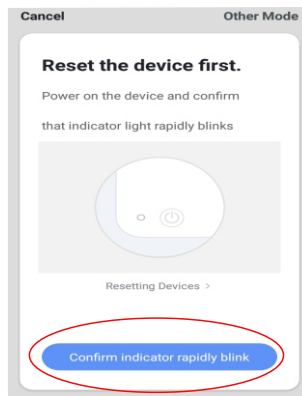 Cancel Other Mode
Reset the device first.
Power on the device and confirm
that indicator light rapidly blinks
Resetting Devices >
Confirm indicator rapidly blink